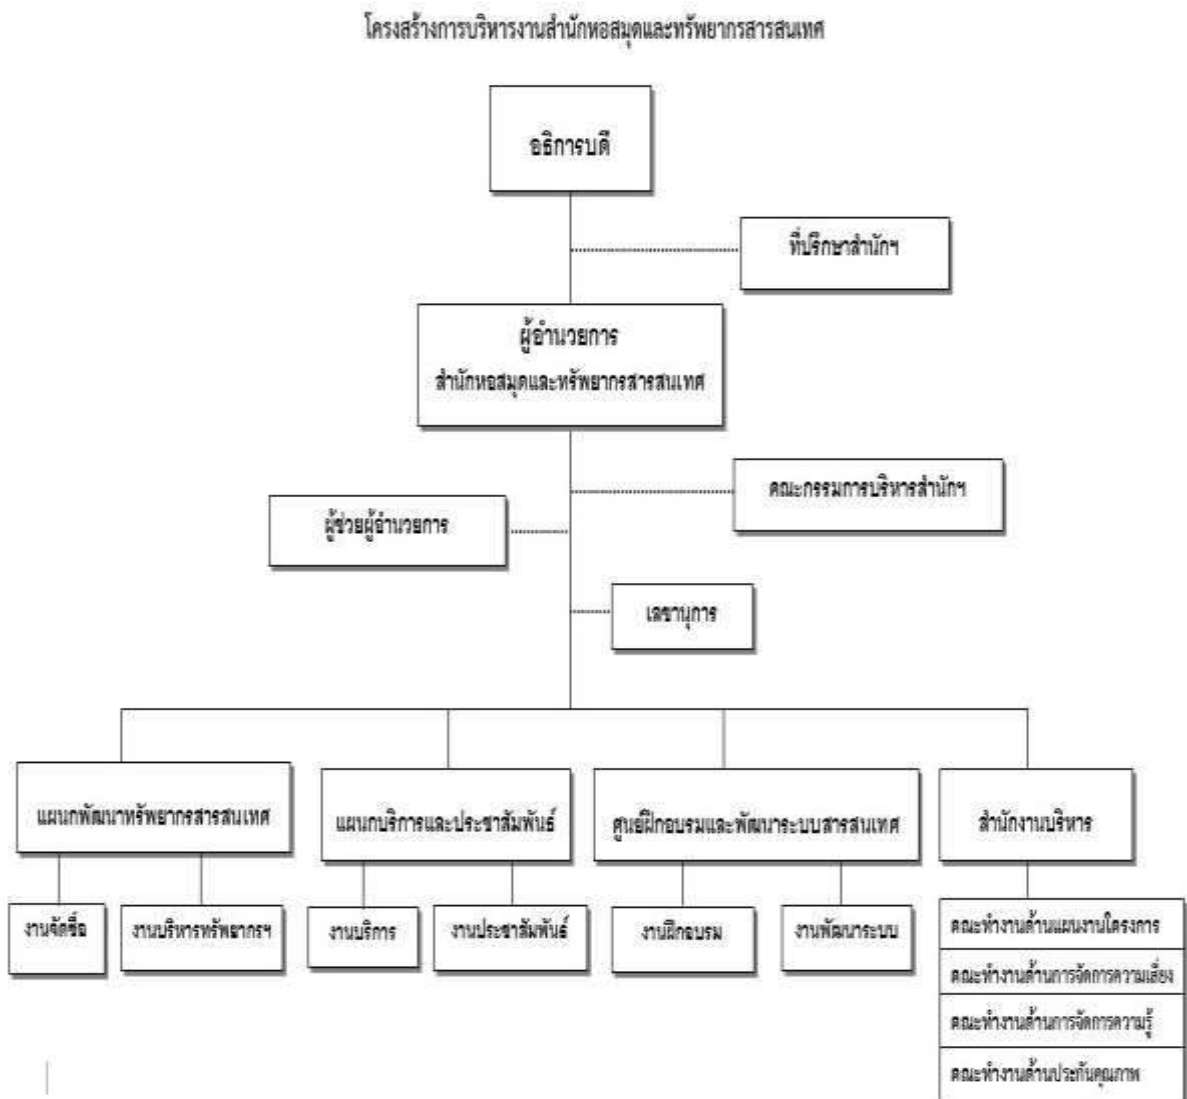 โครงสร้างการบริหารงานสำนักหอสมุดและทรัพยากรสารสนเทศ
อธิการบดี
ที่ปรึกษาสำนักฯ
ผู้อำนวยการ
สำนักหอสมุดและทรัพยากรสารสนเทศ
คณะกรรมการบริหารสำนักฯ
ผู้ช่วยผู้อำนวยการ
เลขานุการ
แผนกพัฒนาทรัพยากรสารสนเทศ
แผนกบริการและประชาสัมพันธ์
ศูนย์ฝึกอบรมและพัฒนาระบบสารสนเทศ
สำนักงานบริหาร
งานจัดซื้อ
งานบริหารทรัพยากรฯ
งานบริการ
งานประชาสัมพันธ์
งานฝึกอบรม
งานพัฒนาระบบ
คณะทำงานด้านแผนงานโครงการ
คณะทำงานด้านการจัดการความเสี่ยง
คณะทำงานด้านการจัดการความรู้
คณะทำงานด้านประกันคุณภาพ